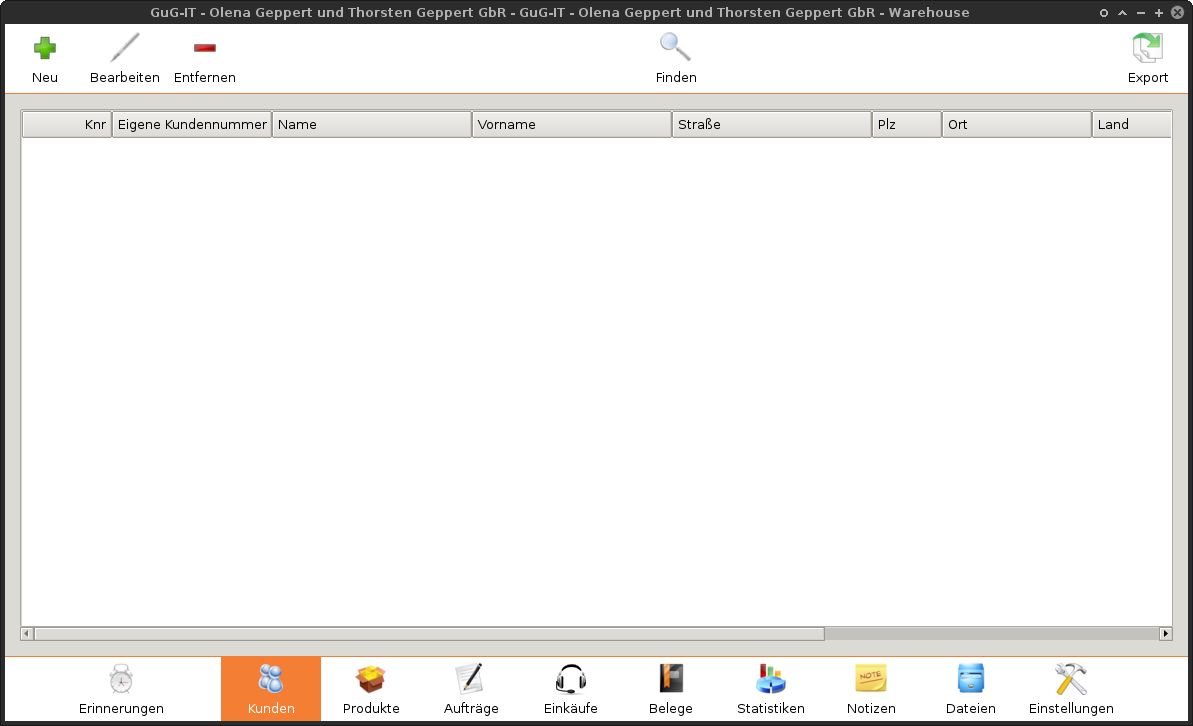 GuG-IT - Olena Geppert und Thorsten Geppert GbR - GuG-IT - Olena Geppert und Thorsten Geppert GbR - Warehouse
Neu Bearbeiten Entfernen Finden Export
Knr Eigene Kundennummer Name Vorname Straße Plz Ort Land
NOTE
Erinnerungen Kunden Produkte Aufträge Einkäufe Belege Statistiken Notizen Dateien Einstellungen